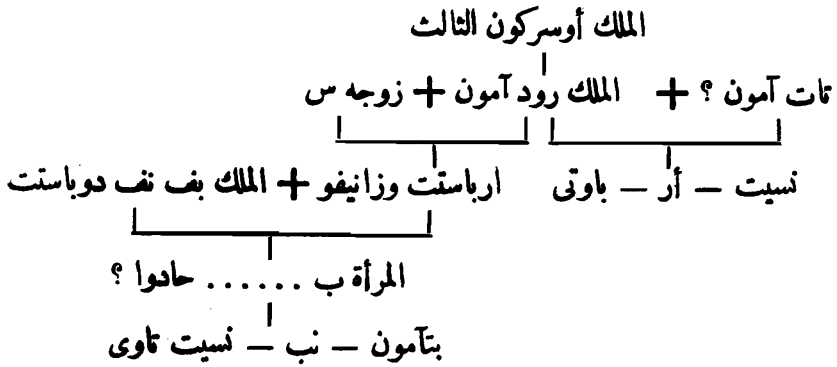 الملك أوسركون الثالث
تات آمون ؟ + الملك رود آمون + زوجه س
نسيت – أر – باوتى ارباستت وزانيفو + الملك بف نف دوباستت
المرأة ب ...... حادوا ؟
بتآمون – نب – نسيت تاوى